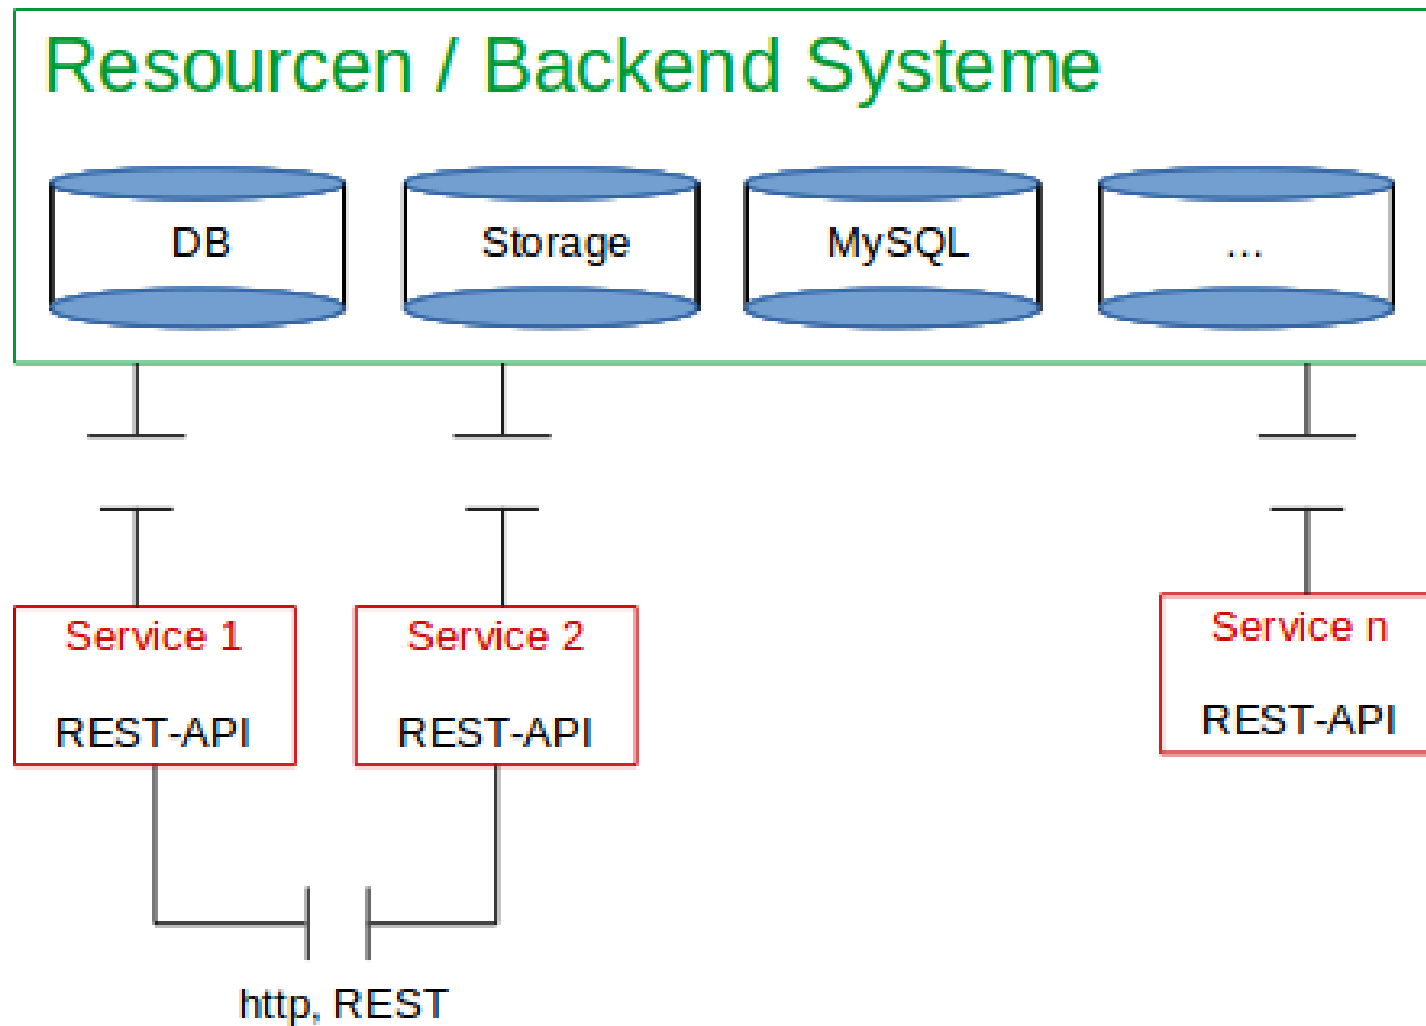 Resourcen / Backend Systeme
DB
Storage
MySQL
...
Service 1
REST-API
Service 2
REST-API
Service n
REST-API
http, REST